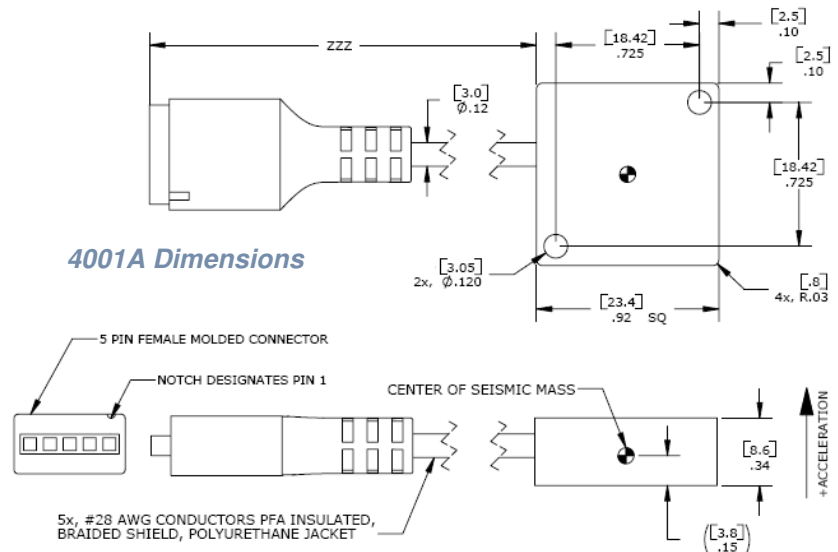 [2.5]
.10
ZZZ
[18.42]
.725
[2.5]
.10
[3.0]
Ø.12
[18.42]
.725
4001A Dimensions
[3.05]
2x, Ø.120
[.8]
4x, R.03
[23.4]
.92 SQ
5 PIN FEMALE MOLDED CONNECTOR
NOTCH DESIGNATES PIN 1
CENTER OF SEISMIC MASS
+ACCELERATION
[8.6]
.34
5x, #28 AWG CONDUCTORS PFA INSULATED,
BRAIDED SHIELD, POLYURETHANE JACKET
([3.8]
.15)